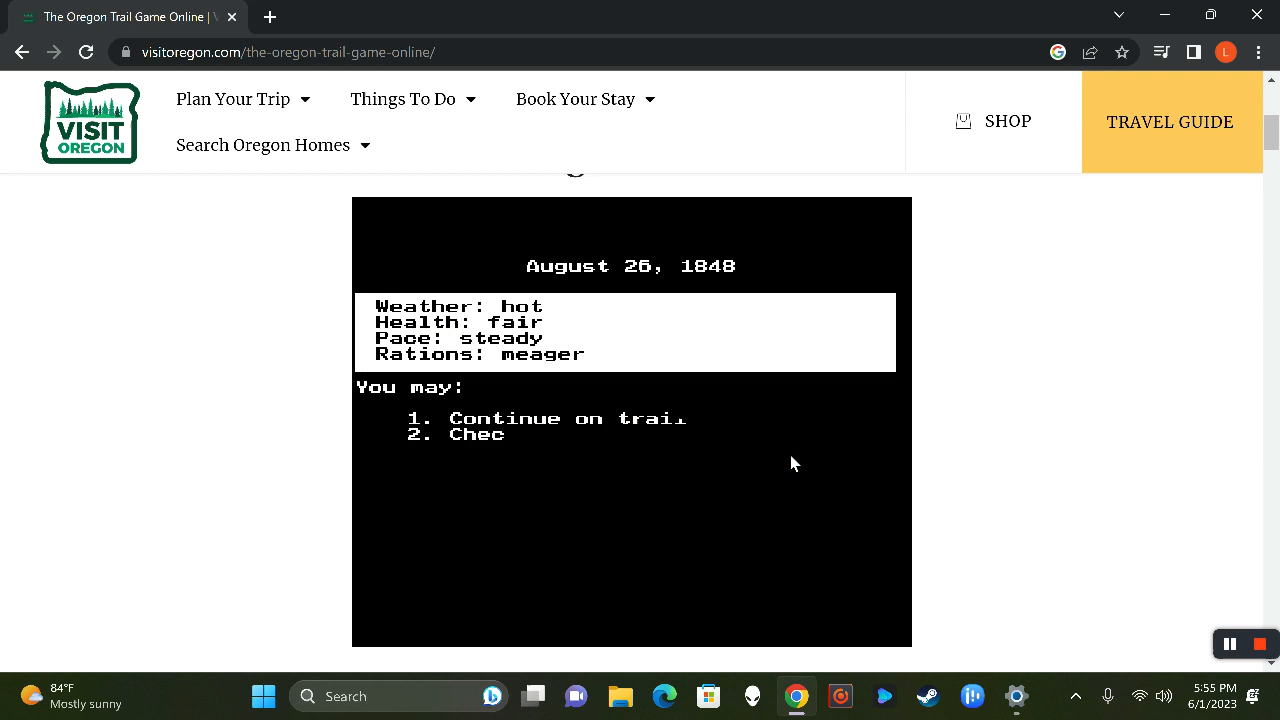 The Oregon Trail Game Online | V
visitoregon.com/the-oregon-trail-game-online/
L
VISIT
OREGON
Plan Your Trip
Things To Do
Book Your Stay
Search Oregon Homes
SHOP
TRAVEL GUIDE
August 26, 1848
Weather: hot
Health: fair
Pace: steady
Rations: meager
You may:
1. Continue on trail
2. Chec
84°F
Mostly sunny
Search
5:55 PM
6/1/2023